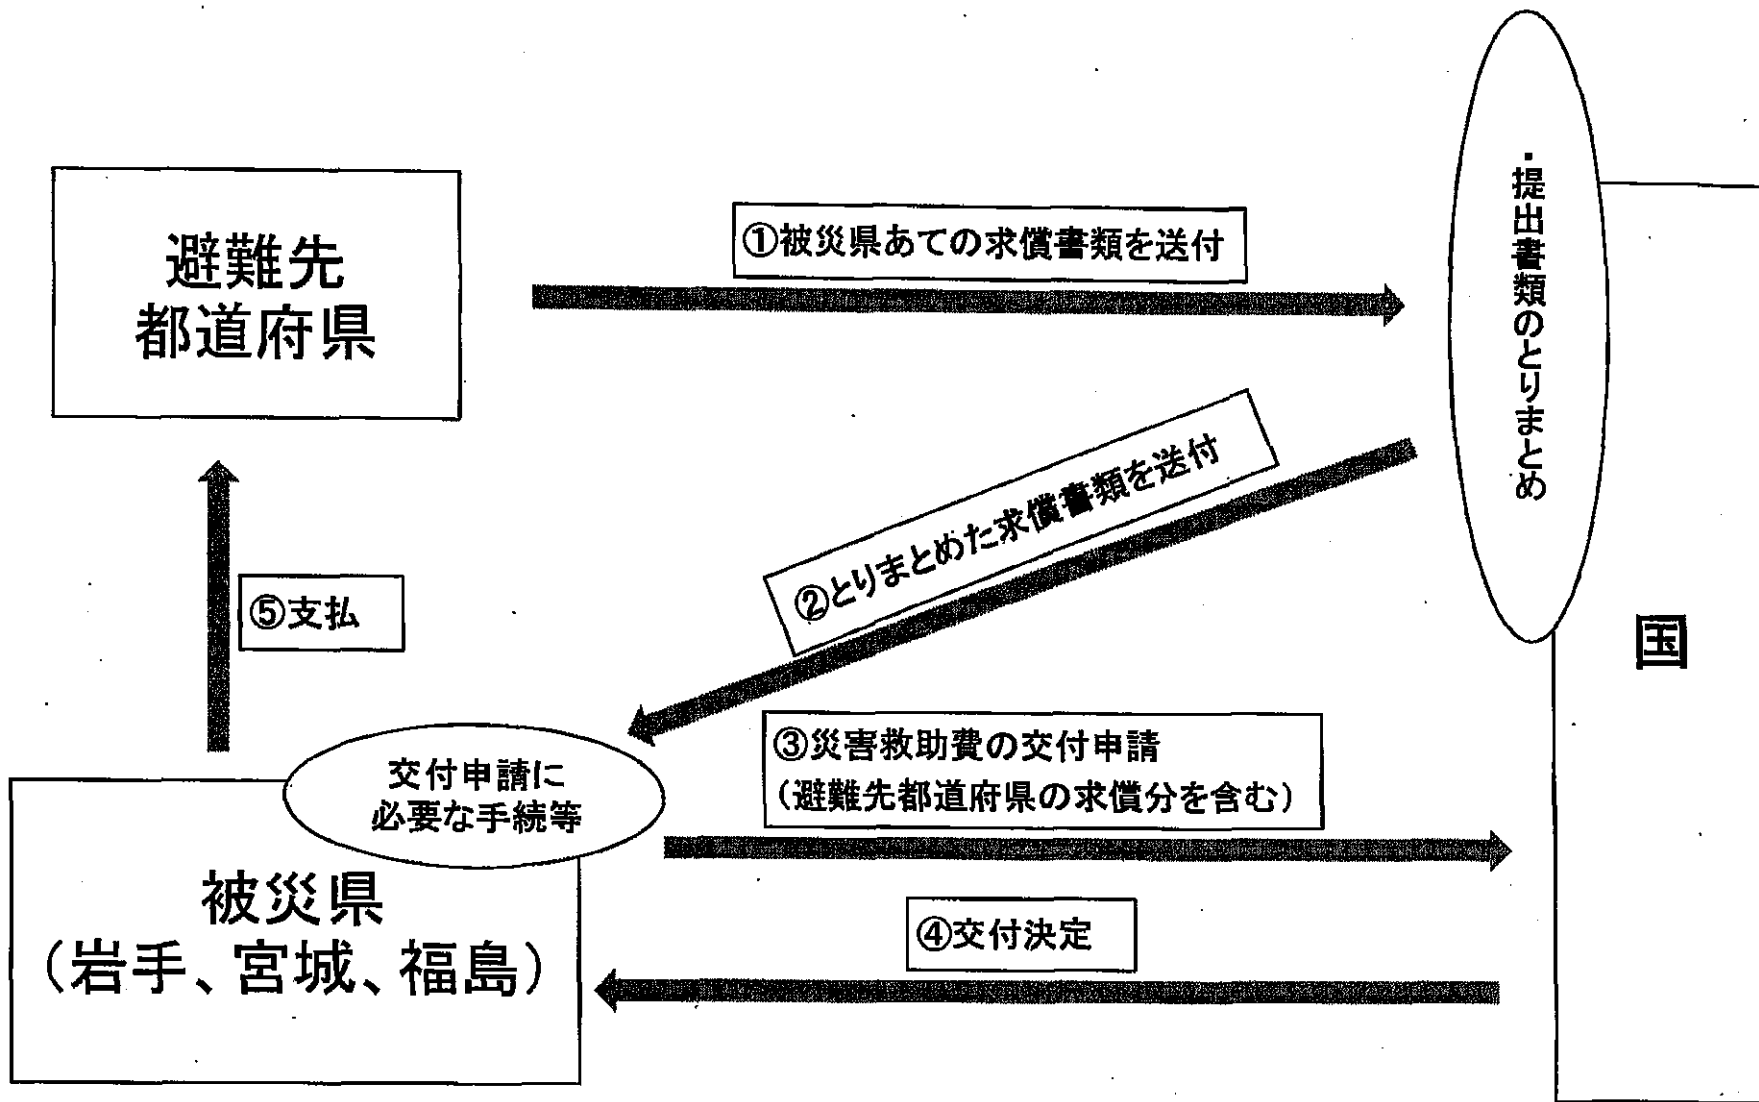 避難先
都道府県
①被災県あての求償書類を送付
・提出書類のとりまとめ
②とりまとめた求償書類を送付
⑤支払
国
交付申請に
必要な手続等
③災害救助費の交付申請
（避難先都道府県の求償分を含む）
被災県
（岩手、宮城、福島）
④交付決定